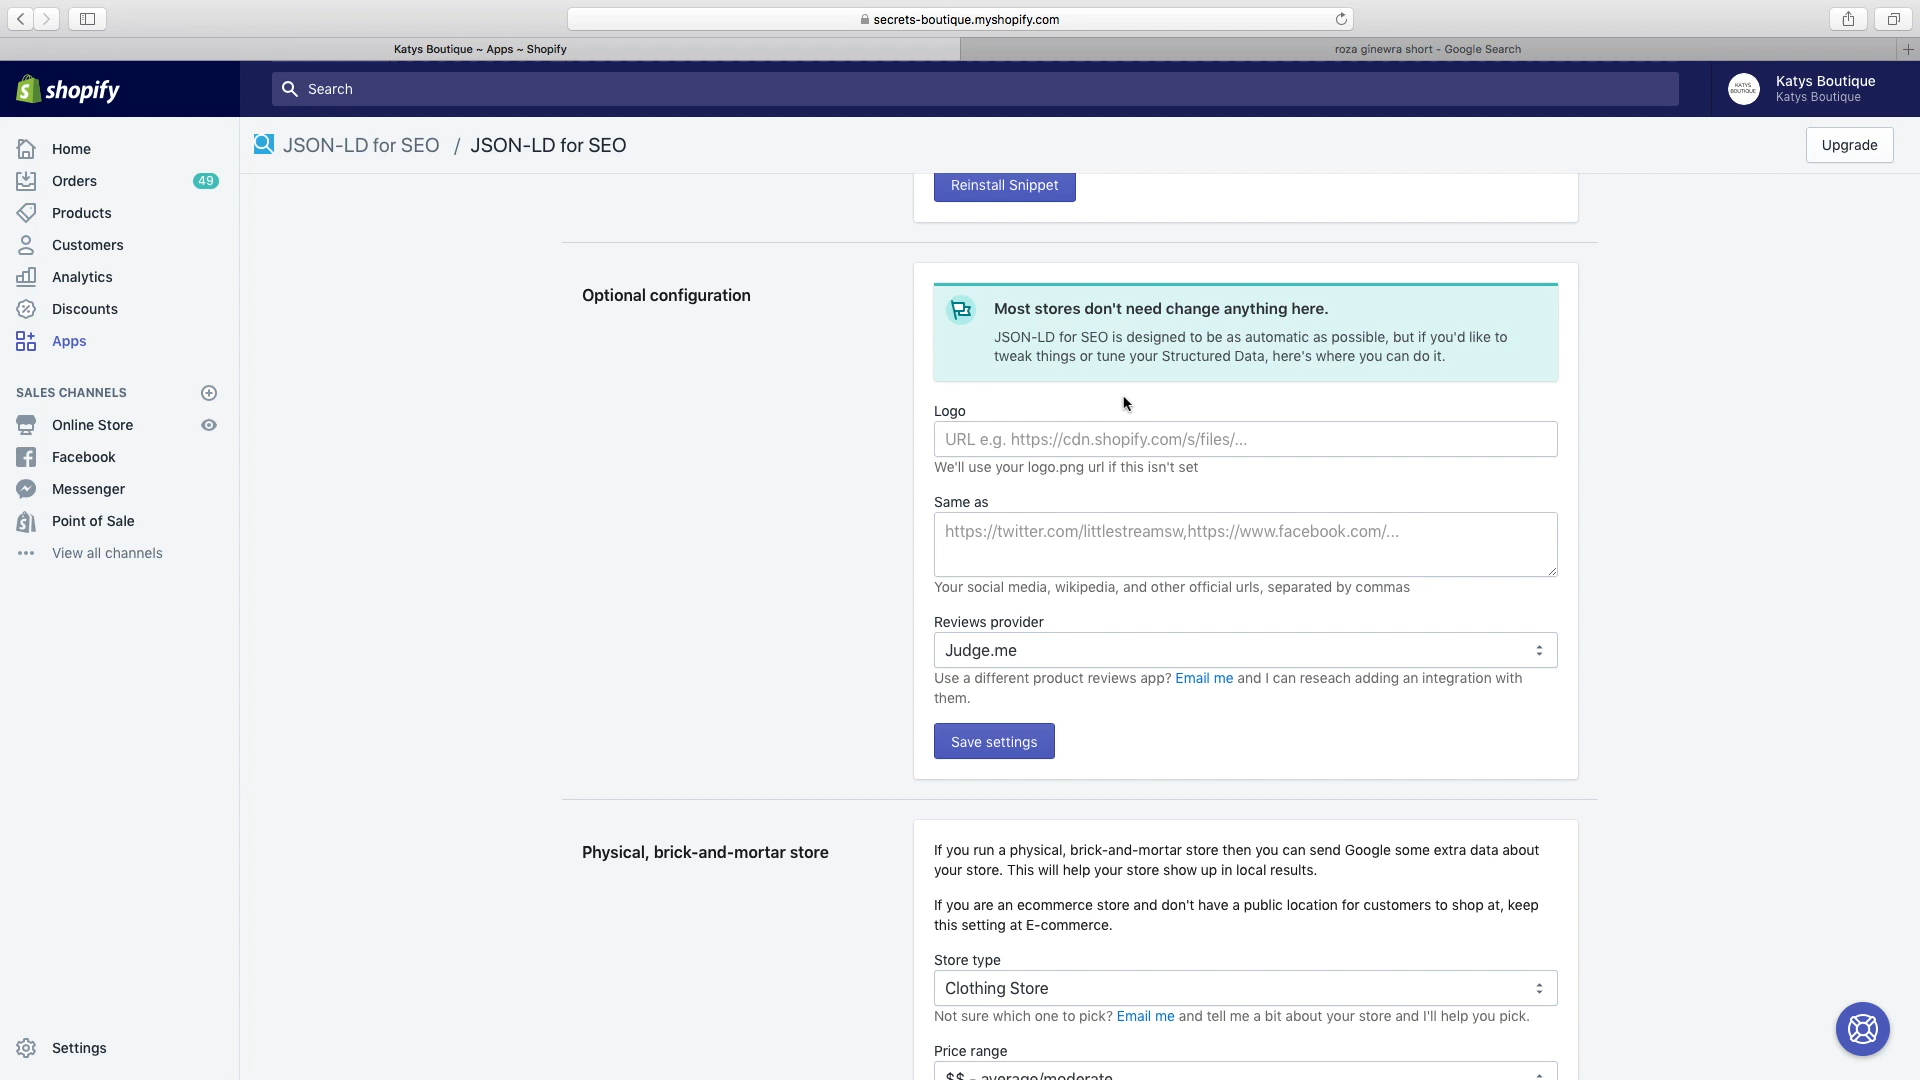 secrets-boutique.myshopify.com
Katys Boutique ~ Apps ~ Shopify
roza ginewra short - Google Search
shopify
Search
KATYS
BOUTIQUE
Katys Boutique
Katys Boutique
Home
Orders
49
Products
Customers
Analytics
Discounts
Apps
SALES CHANNELS
Online Store
Facebook
Messenger
Point of Sale
View all channels
Settings
JSON-LD for SEO / JSON-LD for SEO
Upgrade
Reinstall Snippet
Optional configuration
Most stores don't need change anything here.
JSON-LD for SEO is designed to be as automatic as possible, but if you'd like to
tweak things or tune your Structured Data, here's where you can do it.
Logo
URL e.g. https://cdn.shopify.com/s/files/...
We'll use your logo.png url if this isn't set
Same as
https://twitter.com/littlestreamsw,https://www.facebook.com/...
Your social media, wikipedia, and other official urls, separated by commas
Reviews provider
Judge.me
Use a different product reviews app? Email me and I can reseach adding an integration with
them.
Save settings
Physical, brick-and-mortar store
If you run a physical, brick-and-mortar store then you can send Google some extra data about
your store. This will help your store show up in local results.
If you are an ecommerce store and don't have a public location for customers to shop at, keep
this setting at E-commerce.
Store type
Clothing Store
Not sure which one to pick? Email me and tell me a bit about your store and I'll help you pick.
Price range
$$ - average/moderate